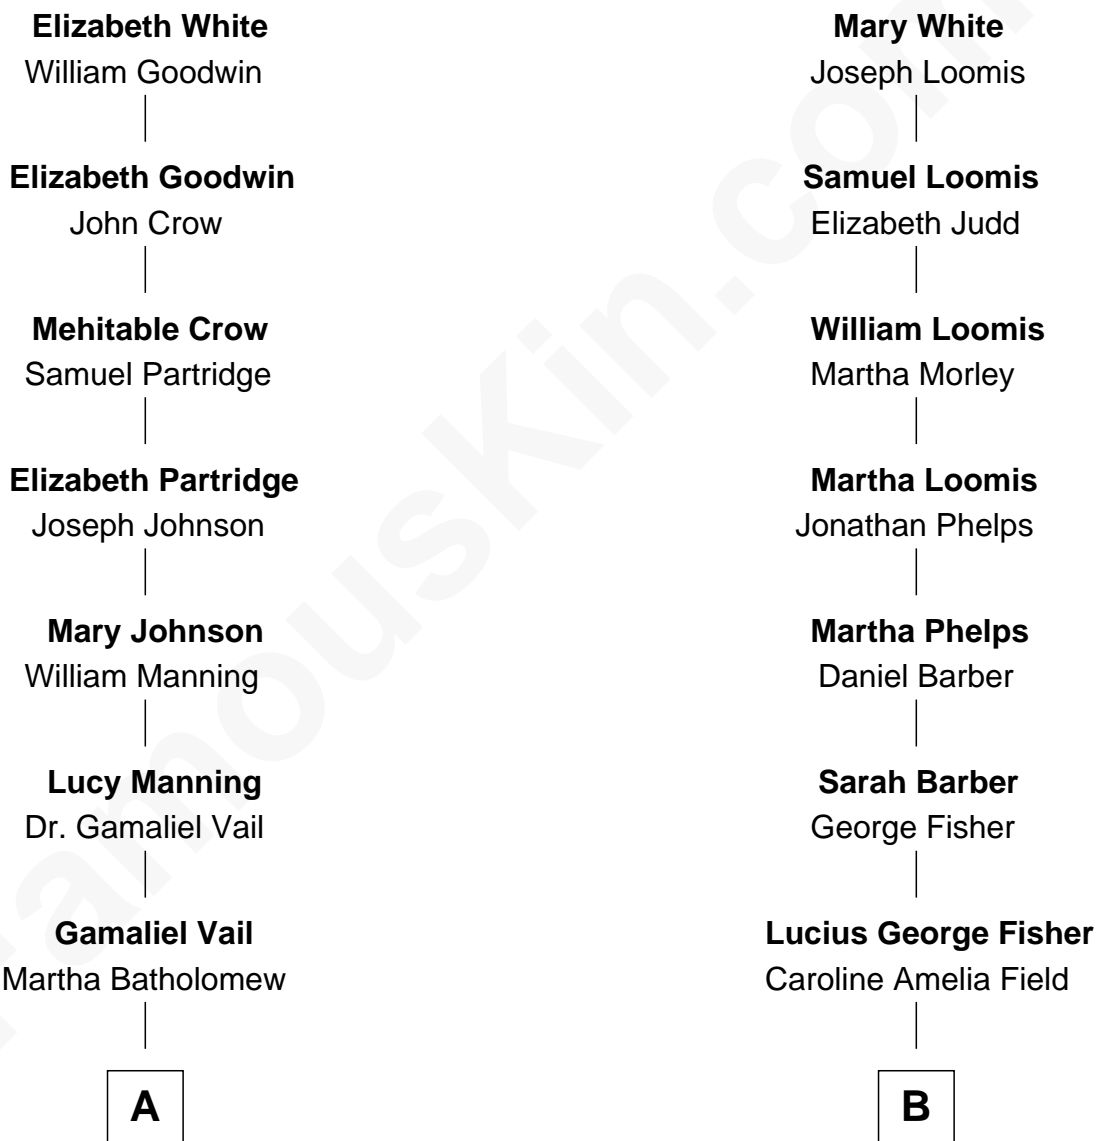 Elizabeth White
William Goodwin
Elizabeth Goodwin
John Crow
Mehitable Crow
Samuel Partridge
Elizabeth Partridge
Joseph Johnson
Mary Johnson
William Manning
Lucy Manning
Dr. Gamaliel Vail
Gamaliel Vail
Martha Batholomew
A
Mary White
Joseph Loomis
Samuel Loomis
Elizabeth Judd
William Loomis
Martha Morley
Martha Loomis
Jonathan Phelps
Martha Phelps
Daniel Barber
Sarah Barber
George Fisher
Lucius George Fisher
Caroline Amelia Field
B
FamousKin.com